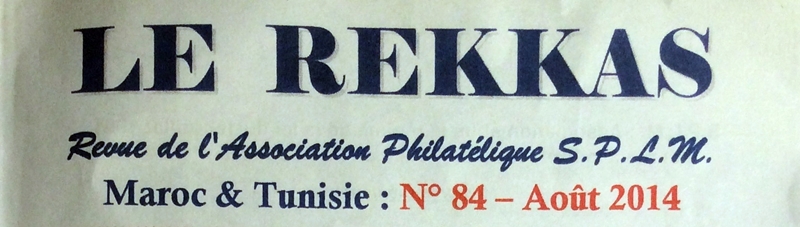 LE REKKAS
Revue de l'Association Philatélique S.P.L.M.
Maroc & Tunisie : N° 84 – Août 2014